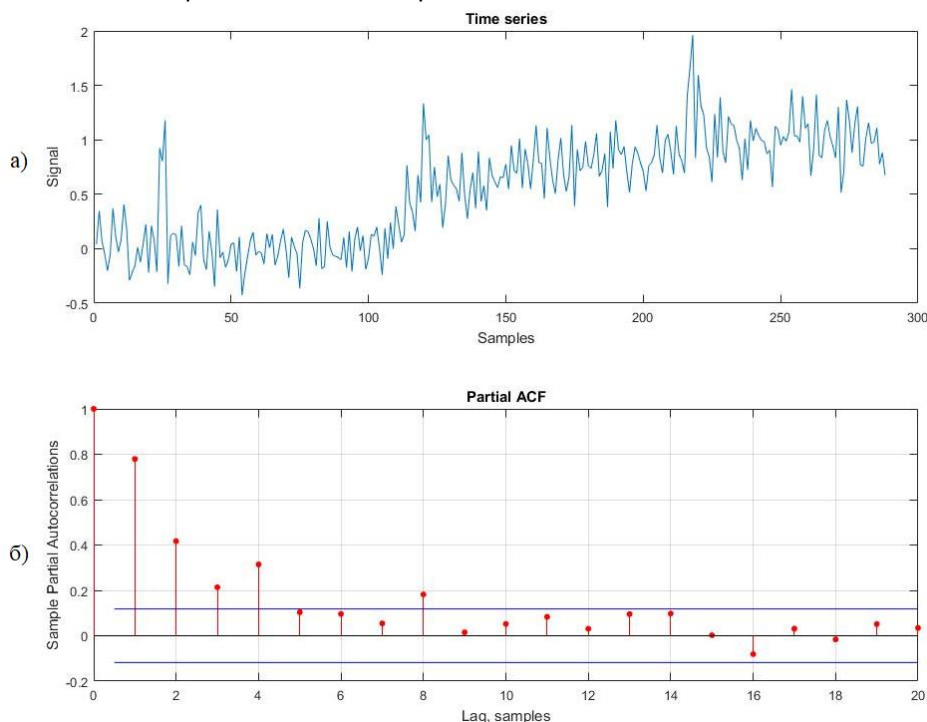 Time series
2
1.5
1
0.5
0
-0.5
а)
Signal
0 50 100 150 200 250 300
Samples
Partial ACF
1
0.8
0.6
0.4
0.2
0
-0.2
б)
Sample Partial Autocorrelations
0 2 4 6 8 10 12 14 16 18 20
Lag, samples